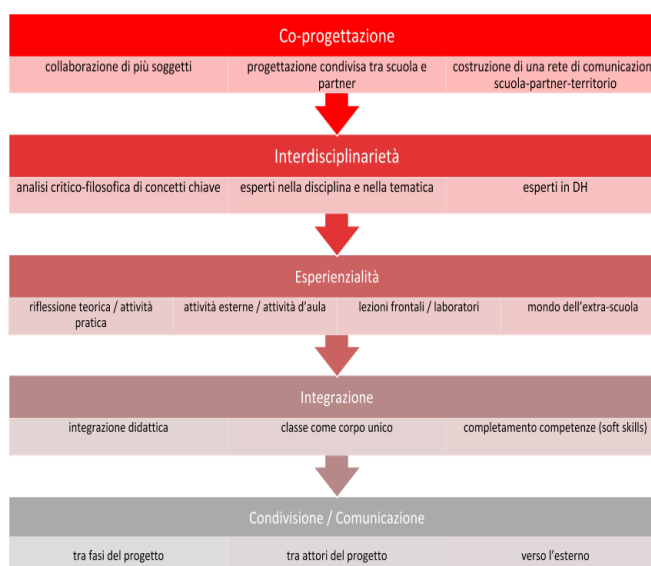 Co-progettazione
collaborazione di più soggetti
progettazione condivisa tra scuola e
partner
costruzione di una rete di comunicazion
scuola-partner-territorio
Interdisciplinarietà
analisi critico-filosofica di concetti chiave
esperti nella disciplina e nella tematica
esperti in DH
Esperienzialità
riflessione teorica / attività
pratica
attività esterne / attività d'aula
lezioni frontali / laboratori
mondo dell'extra-scuola
Integrazione
integrazione didattica
classe come corpo unico
completamento competenze (soft skills)
Condivisione / Comunicazione
tra fasi del progetto
tra attori del progetto
verso l'esterno